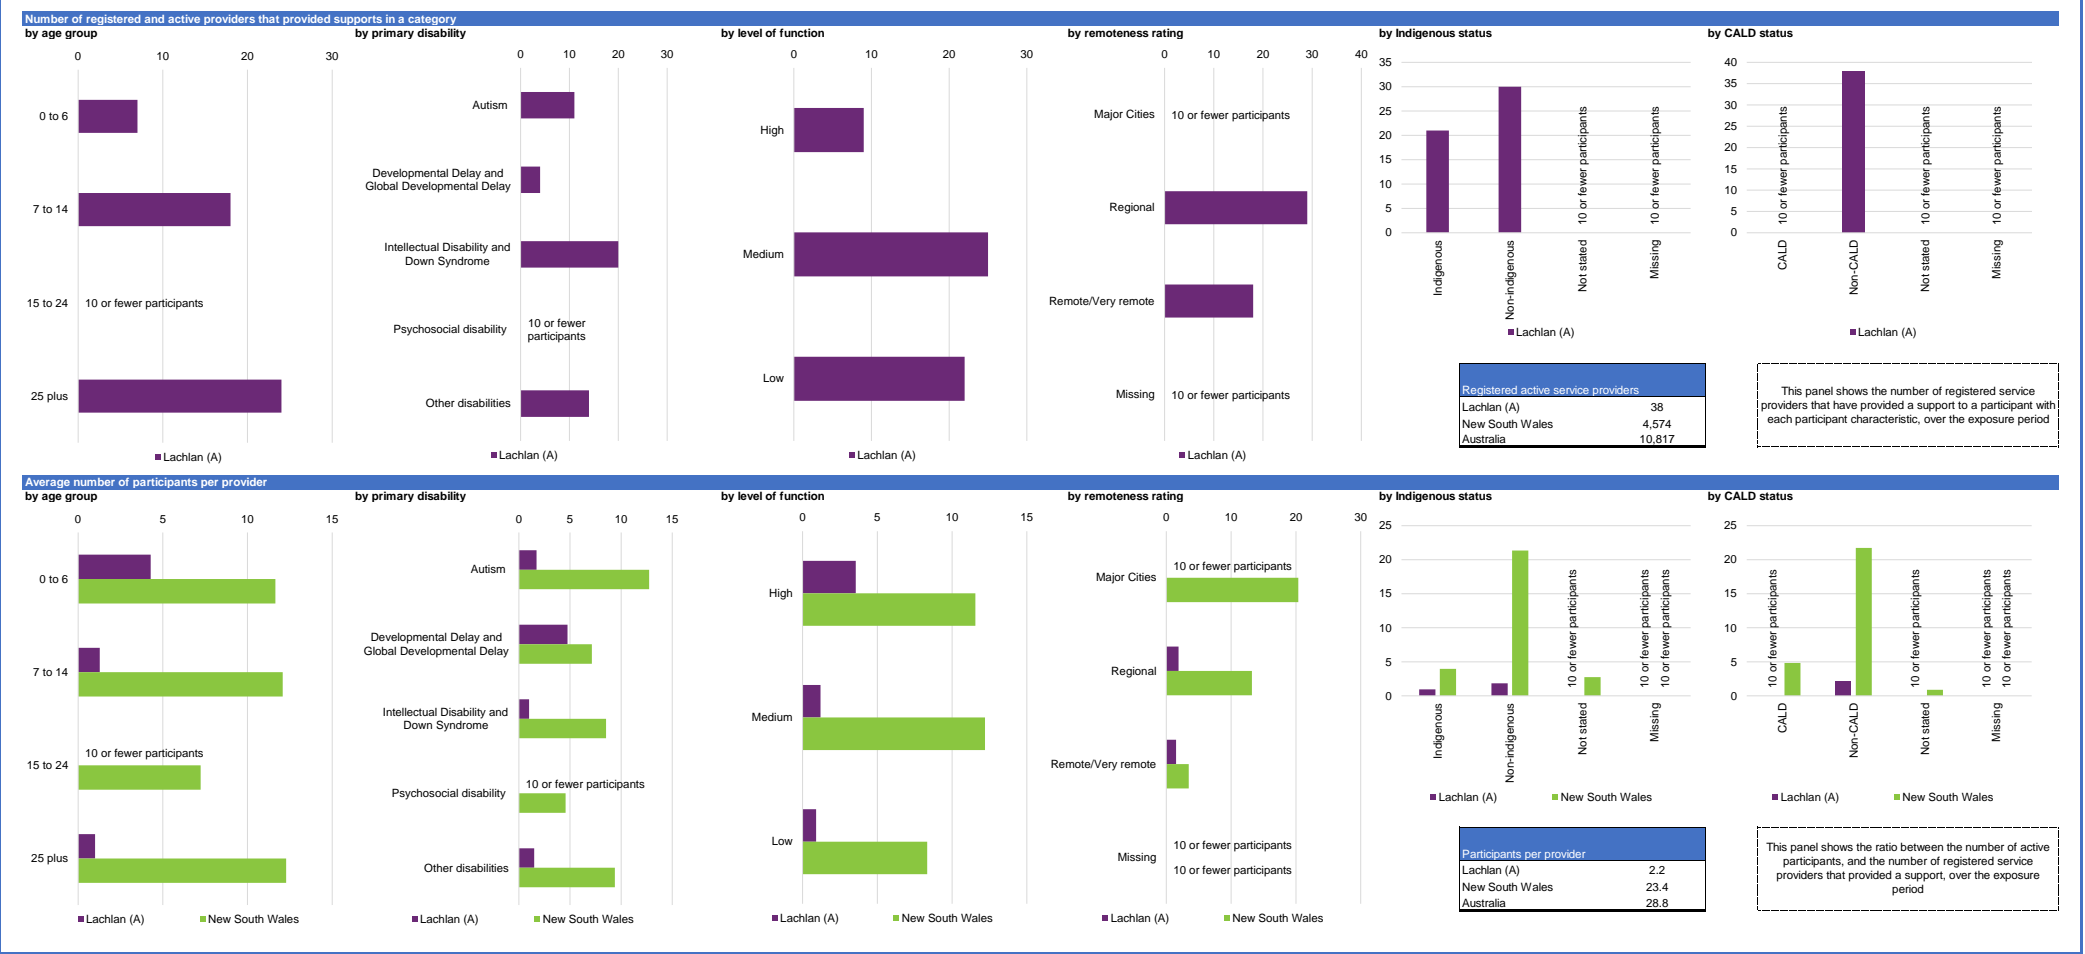 Number of registered and active providers that provided supports in a category
by age group
0 10 20 30
0 to 6
7 to 14
15 to 24 10 or fewer participants
25 plus
Lachlan (A)
by primary disability
0 10 20 30
Autism
Developmental Delay and
Global Developmental Delay
Intellectual Disability and
Down Syndrome
Psychosocial disability
10 or fewer
participants
Other disabilities
Lachlan (A)
by level of function
0 10 20 30
High
Medium
Low
Lachlan (A)
by remoteness rating
0 10 20 30 40
Major Cities 10 or fewer participants
Regional
Remote/Very remote
Missing 10 or fewer participants
Lachlan (A)
by Indigenous status
35
30
25
20
15
10
5
0
10 or fewer participants
10 or fewer participants
Indigenous
Non-indigenous
Not stated
Missing
Lachlan (A)
by CALD status
40
35
30
25
20
15
10
5
0
10 or fewer participants
10 or fewer participants
10 or fewer participants
CALD
Non-CALD
Not stated
Missing
Lachlan (A)
Registered active service providers
Lachlan (A) 38
New South Wales 4,574
Australia 10,817
This panel shows the number of registered service
providers that have provided a support to a participant with
each participant characteristic, over the exposure period
Average number of participants per provider
by age group
0 5 10 15
0 to 6
7 to 14
10 or fewer participants
15 to 24
25 plus
Lachlan (A) New South Wales
by primary disability
0 5 10 15
Autism
Developmental Delay and
Global Developmental Delay
Intellectual Disability and
Down Syndrome
10 or fewer participants
Psychosocial disability
Other disabilities
Lachlan (A) New South Wales
by level of function
0 5 10 15
High
Medium
Low
Lachlan (A) New South Wales
by remoteness rating
0 10 20 30
10 or fewer participants
Major Cities
Regional
Remote/Very remote
10 or fewer participants
Missing
10 or fewer participants
Lachlan (A) New South Wales
by Indigenous status
25
20
15
10
5
0
10 or fewer participants
10 or fewer participants
10 or fewer participants
Indigenous
Non-indigenous
Not stated
Missing
Lachlan (A) New South Wales
by CALD status
25
20
15
10
5
0
10 or fewer participants
10 or fewer participants
10 or fewer participants
10 or fewer participants
CALD
Non-CALD
Not stated
Missing
Lachlan (A) New South Wales
Participants per provider
Lachlan (A) 2.2
New South Wales 23.4
Australia 28.8
This panel shows the ratio between the number of active
participants, and the number of registered service
providers that provided a support, over the exposure
period